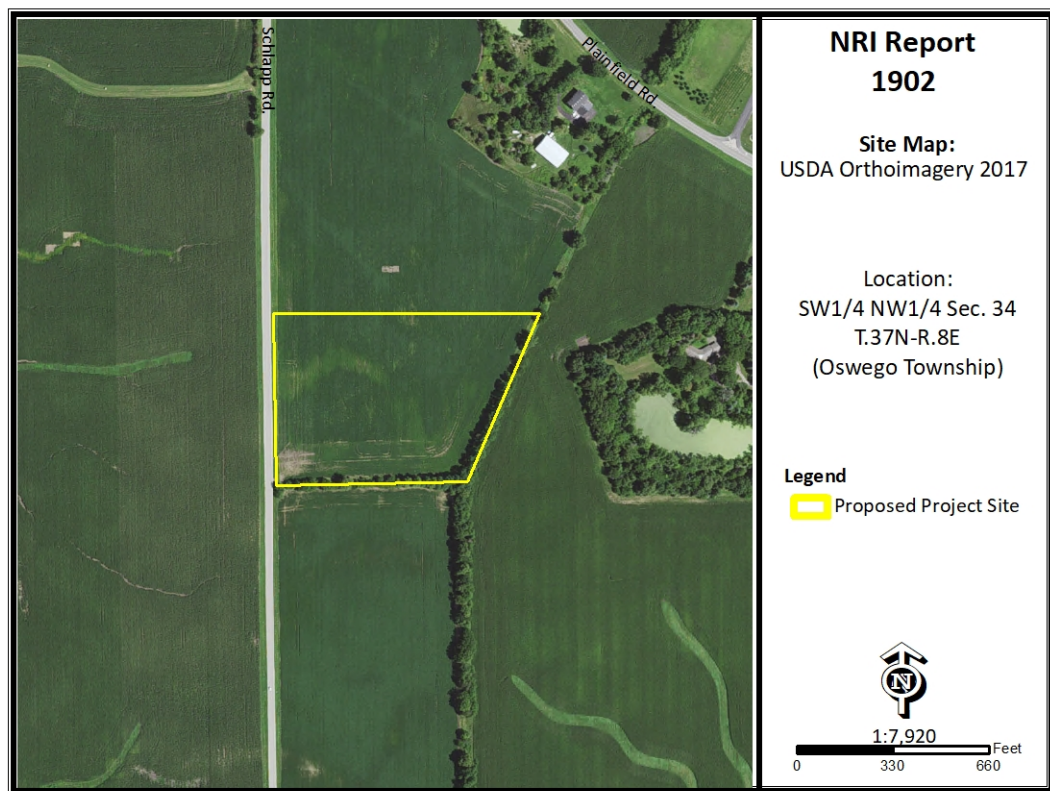 Schlapp Rd.
Plainfield Rd
NRI Report
1902
Site Map:
USDA Orthoimagery 2017
Location:
SW1/4 NW1/4 Sec. 34
T.37N-R.8E
(Oswego Township)
Legend
Proposed Project Site
N
1:7,920
Feet
0 330 660